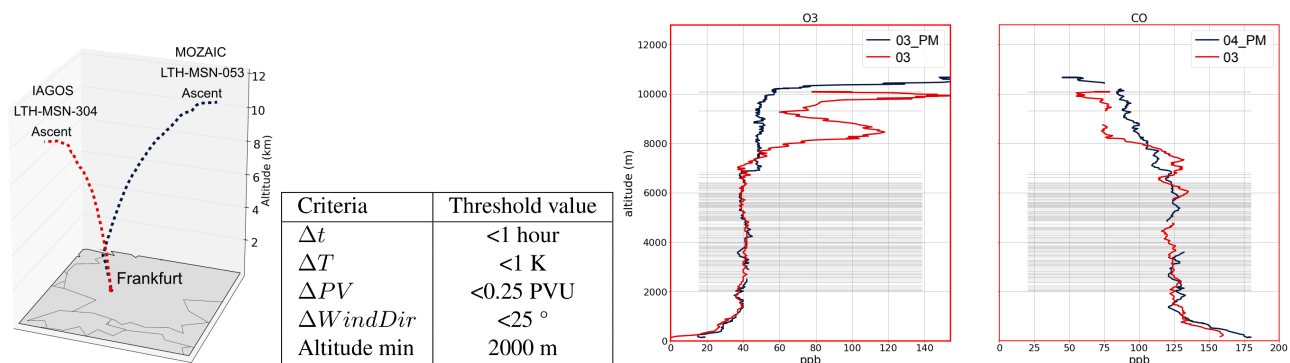 MOZAIC
LTH-MSN-053
Ascent
IAGOS
LTH-MSN-304
Ascent
12
10
8
6
4
2
Altitude (km)
Frankfurt
Criteria Threshold value
Δt <1 hour
ΔT <1 K
ΔPV <0.25 PVU
ΔWindDir <25 °
Altitude min 2000 m
O3
03_PM
03
12000
10000
8000
6000
4000
2000
0
altitude (m)
0 20 40 60 80 100 120 140
ppb
CO
04_PM
03
0 25 50 75 100 125 150 175 200
ppb